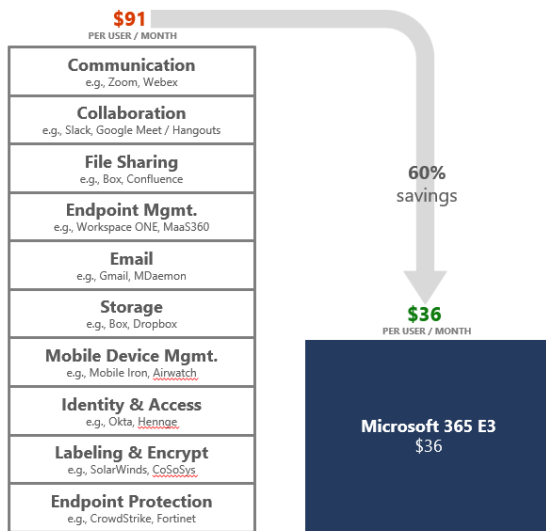 $91
PER USER / MONTH
Communication
e.g., Zoom, Webex
Collaboration
e.g., Slack, Google Meet / Hangouts
File Sharing
e.g., Box, Confluence
Endpoint Mgmt.
e.g., Workspace ONE, MaaS360
Email
e.g., Gmail, MDaemon
Storage
e.g., Box, Dropbox
Mobile Device Mgmt.
e.g., Mobile Iron, Airwatch
Identity & Access
e.g., Okta, Hennge
Labeling & Encrypt
e.g., SolarWinds, CoSoSys
Endpoint Protection
e.g., CrowdStrike, Fortinet
60%
savings
$36
PER USER / MONTH
Microsoft 365 E3
$36